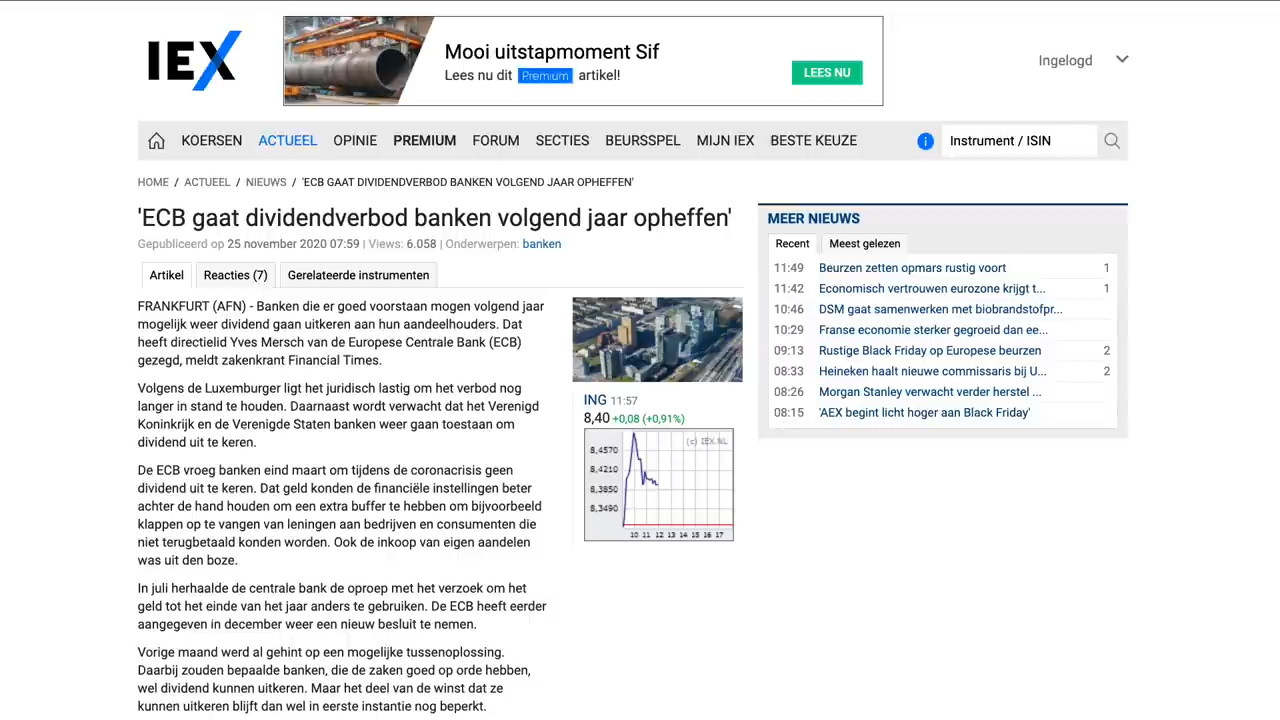 IEX
Mooi uitstapmoment Sif
Lees nu dit Premium artikel!
LEES NU
Ingelogd
KOERSEN ACTUEEL OPINIE PREMIUM FORUM SECTIES BEURSSPEL MIJN IEX BESTE KEUZE
i
Instrument / ISIN
HOME / ACTUEEL / NIEUWS / 'ECB GAAT DIVIDENDVERBOD BANKEN VOLGEND JAAR OPHEFFEN'
'ECB gaat dividendverbod banken volgend jaar opheffen'
Gepubliceerd op 25 november 2020 07:59 | Views: 6.058 | Onderwerpen: banken
Artikel Reacties (7) Gerelateerde instrumenten
FRANKFURT (AFN) - Banken die er goed voorstaan mogen volgend jaar
mogelijk weer dividend gaan uitkeren aan hun aandeelhouders. Dat
heeft directielid Yves Mersch van de Europese Centrale Bank (ECB)
gezegd, meldt zakenkrant Financial Times.
Volgens de Luxemburger ligt het juridisch lastig om het verbod nog
langer in stand te houden. Daarnaast wordt verwacht dat het Verenigd
Koninkrijk en de Verenigde Staten banken weer gaan toestaan om
dividend uit te keren.
De ECB vroeg banken eind maart om tijdens de coronacrisis geen
dividend uit te keren. Dat geld konden de financiële instellingen beter
achter de hand houden om een extra buffer te hebben om bijvoorbeeld
klappen op te vangen van leningen aan bedrijven en consumenten die
niet terugbetaald konden worden. Ook de inkoop van eigen aandelen
was uit den boze.
In juli herhaalde de centrale bank de oproep met het verzoek om het
geld tot het einde van het jaar anders te gebruiken. De ECB heeft eerder
aangegeven in december weer een nieuw besluit te nemen.
Vorige maand werd al gehint op een mogelijke tussenoplossing.
Daarbij zouden bepaalde banken, die de zaken goed op orde hebben,
wel dividend kunnen uitkeren. Maar het deel van de winst dat ze
kunnen uitkeren blijft dan wel in eerste instantie nog beperkt.
ING 11:57
8,40 +0,08 (+0,91%)
(c) IEX.NL
8,4570
8,4210
8,3850
8,3490
10 11 12 13 14 15 16 17
MEER NIEUWS
Recent Meest gelezen
11:49 Beurzen zetten opmars rustig voort 1
11:42 Economisch vertrouwen eurozone krijgt t... 1
10:46 DSM gaat samenwerken met biobrandstofpr...
10:29 Franse economie sterker gegroeid dan ee...
09:13 Rustige Black Friday op Europese beurzen 2
08:33 Heineken haalt nieuwe commissaris bij U... 2
08:26 Morgan Stanley verwacht verder herstel ...
08:15 'AEX begint licht hoger aan Black Friday'